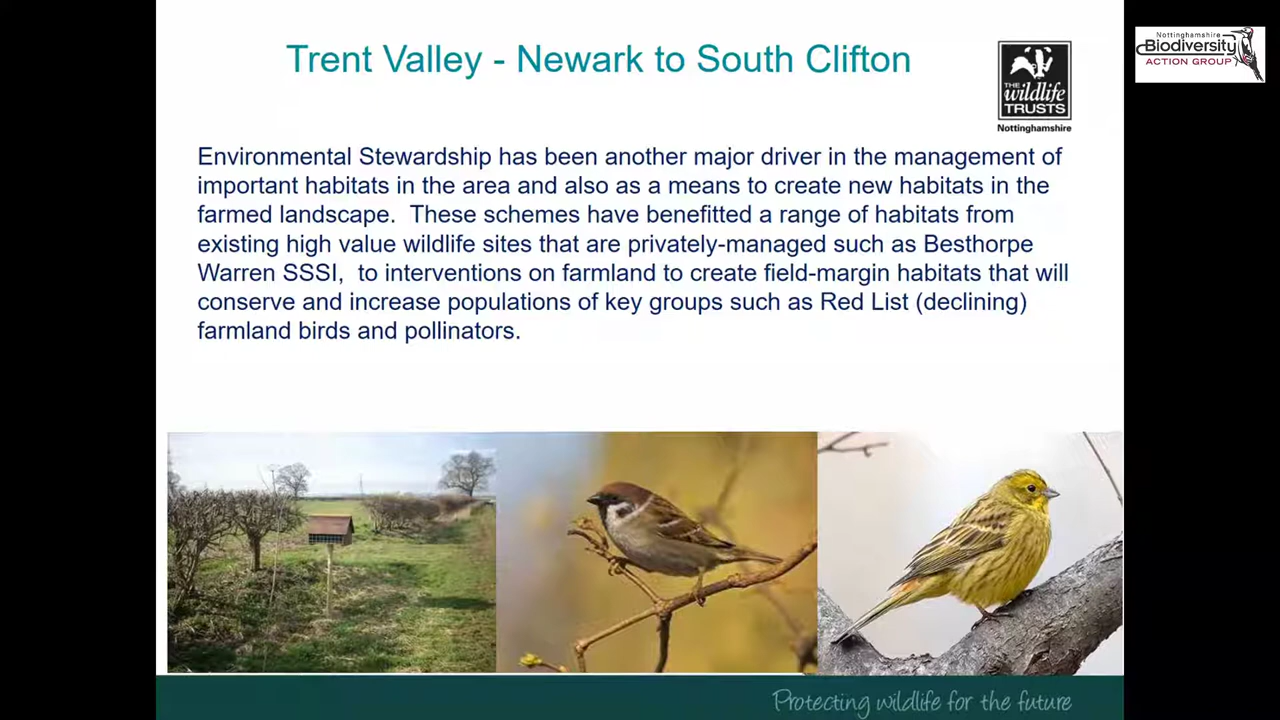 Trent Valley - Newark to South Clifton
THE
wildlife
TRUSTS
Nottinghamshire
Nottinghamshire
Biodiversity
ACTION GROUP
Environmental Stewardship has been another major driver in the management of
important habitats in the area and also as a means to create new habitats in the
farmed landscape.  These schemes have benefitted a range of habitats from
existing high value wildlife sites that are privately-managed such as Besthorpe
Warren SSSI,  to interventions on farmland to create field-margin habitats that will
conserve and increase populations of key groups such as Red List (declining)
farmland birds and pollinators.
Protecting wildlife for the future